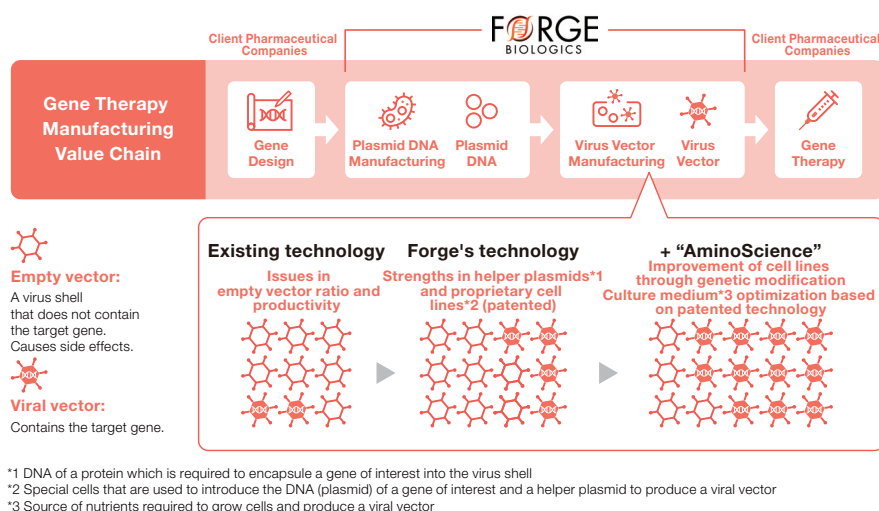 Client Pharmaceutical
Companies
FORGE
BIOLOGICS
Client Pharmaceutical
Companies
Gene Therapy
Manufacturing
Value Chain
Gene
Design
Plasmid DNA
Manufacturing
Plasmid
DNA
Virus Vector
Manufacturing
Virus
Vector
Gene
Therapy
Empty vector:
A virus shell
that does not contain
the target gene.
Causes side effects.
Viral vector:
Contains the target gene.
Existing technology
Issues in
empty vector ratio and
productivity
Forge's technology
Strengths in helper plasmids*1
and proprietary cell
lines*2 (patented)
+ “AminoScience”
Improvement of cell lines
through genetic modification
Culture medium*3 optimization based
on patented technology
*1 DNA of a protein which is required to encapsule a gene of interest into the virus shell
*2 Special cells that are used to introduce the DNA (plasmid) of a gene of interest and a helper plasmid to produce a viral vector
*3 Source of nutrients required to grow cells and produce a viral vector